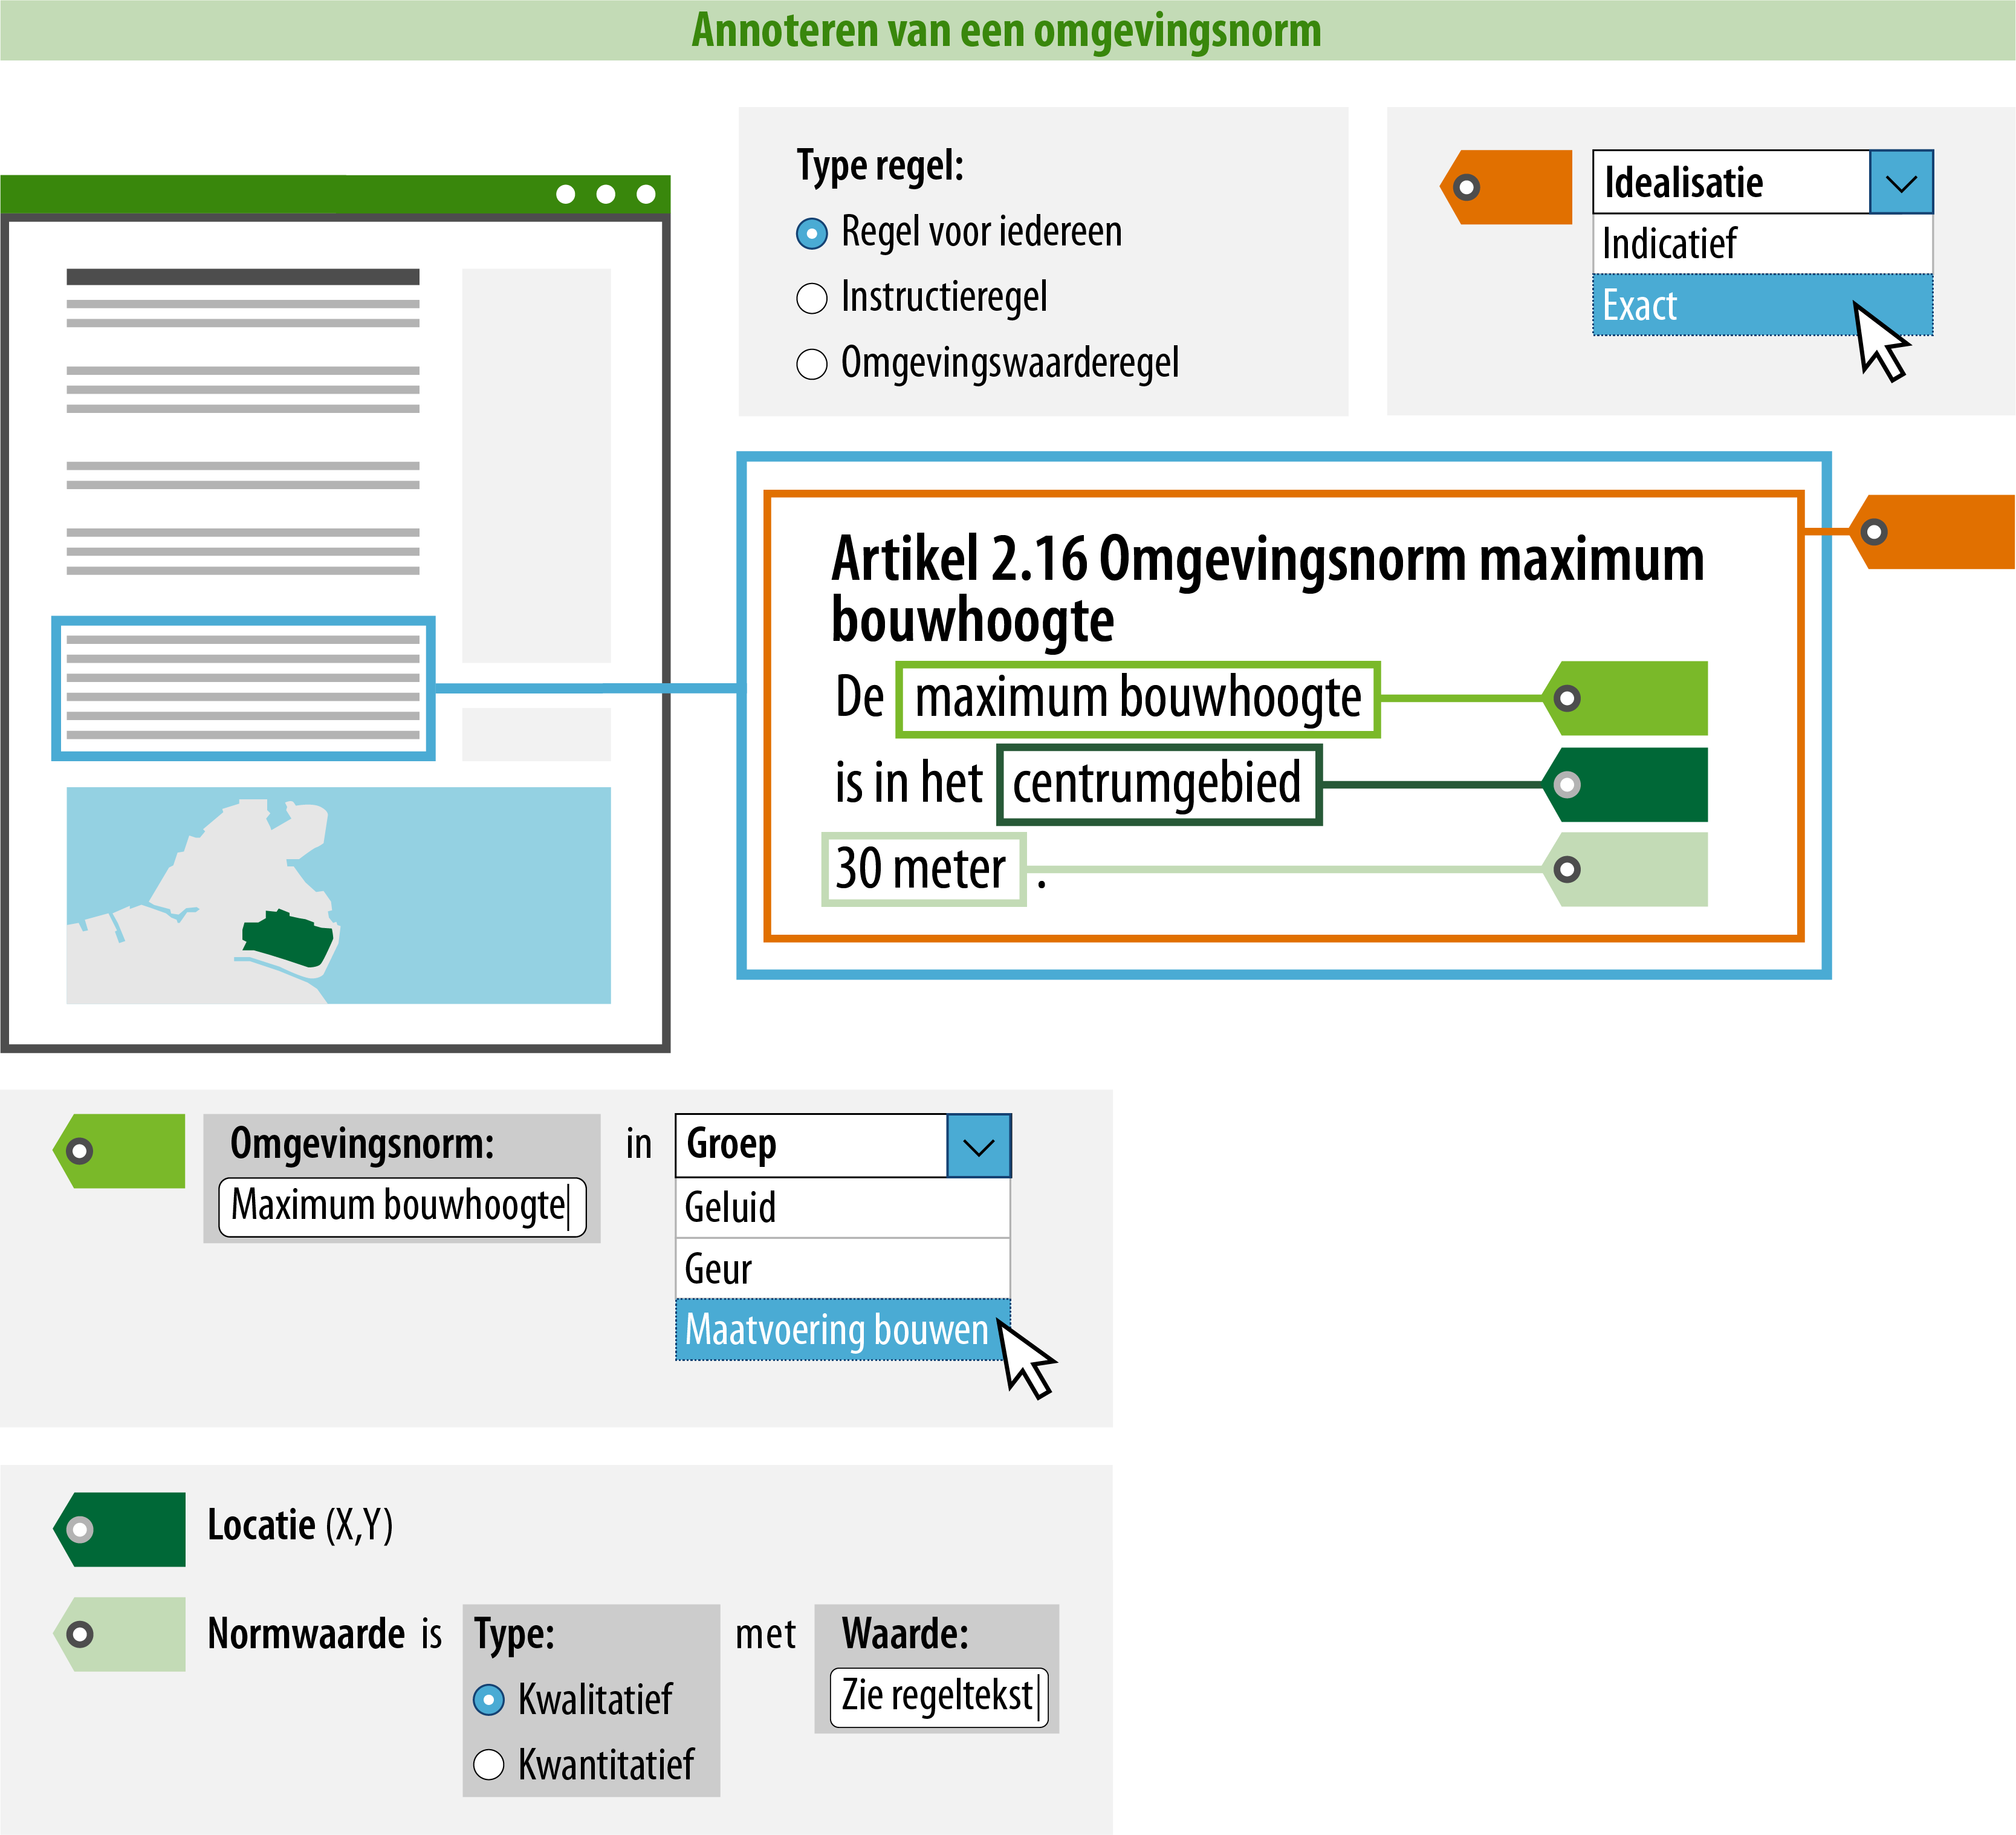 Annoteren van een omgevingsnorm
Type regel:
Regel voor iedereen
Instructieregel
Omgevingswaarderegel
Idealisatie
Indicatief
Exact
Artikel 2.16 Omgevingsnorm maximum
bouwhoogte
De maximum bouwhoogte
is in het centrumgebied
30 meter .
Omgevingsnorm:
Maximum bouwhoogte
in
Groep
Geluid
Geur
Maatvoering bouwen
Locatie (X,Y)
Normwaarde is
Type:
Kwalitatief
Kwantitatief
met
Waarde:
Zie regeltekst